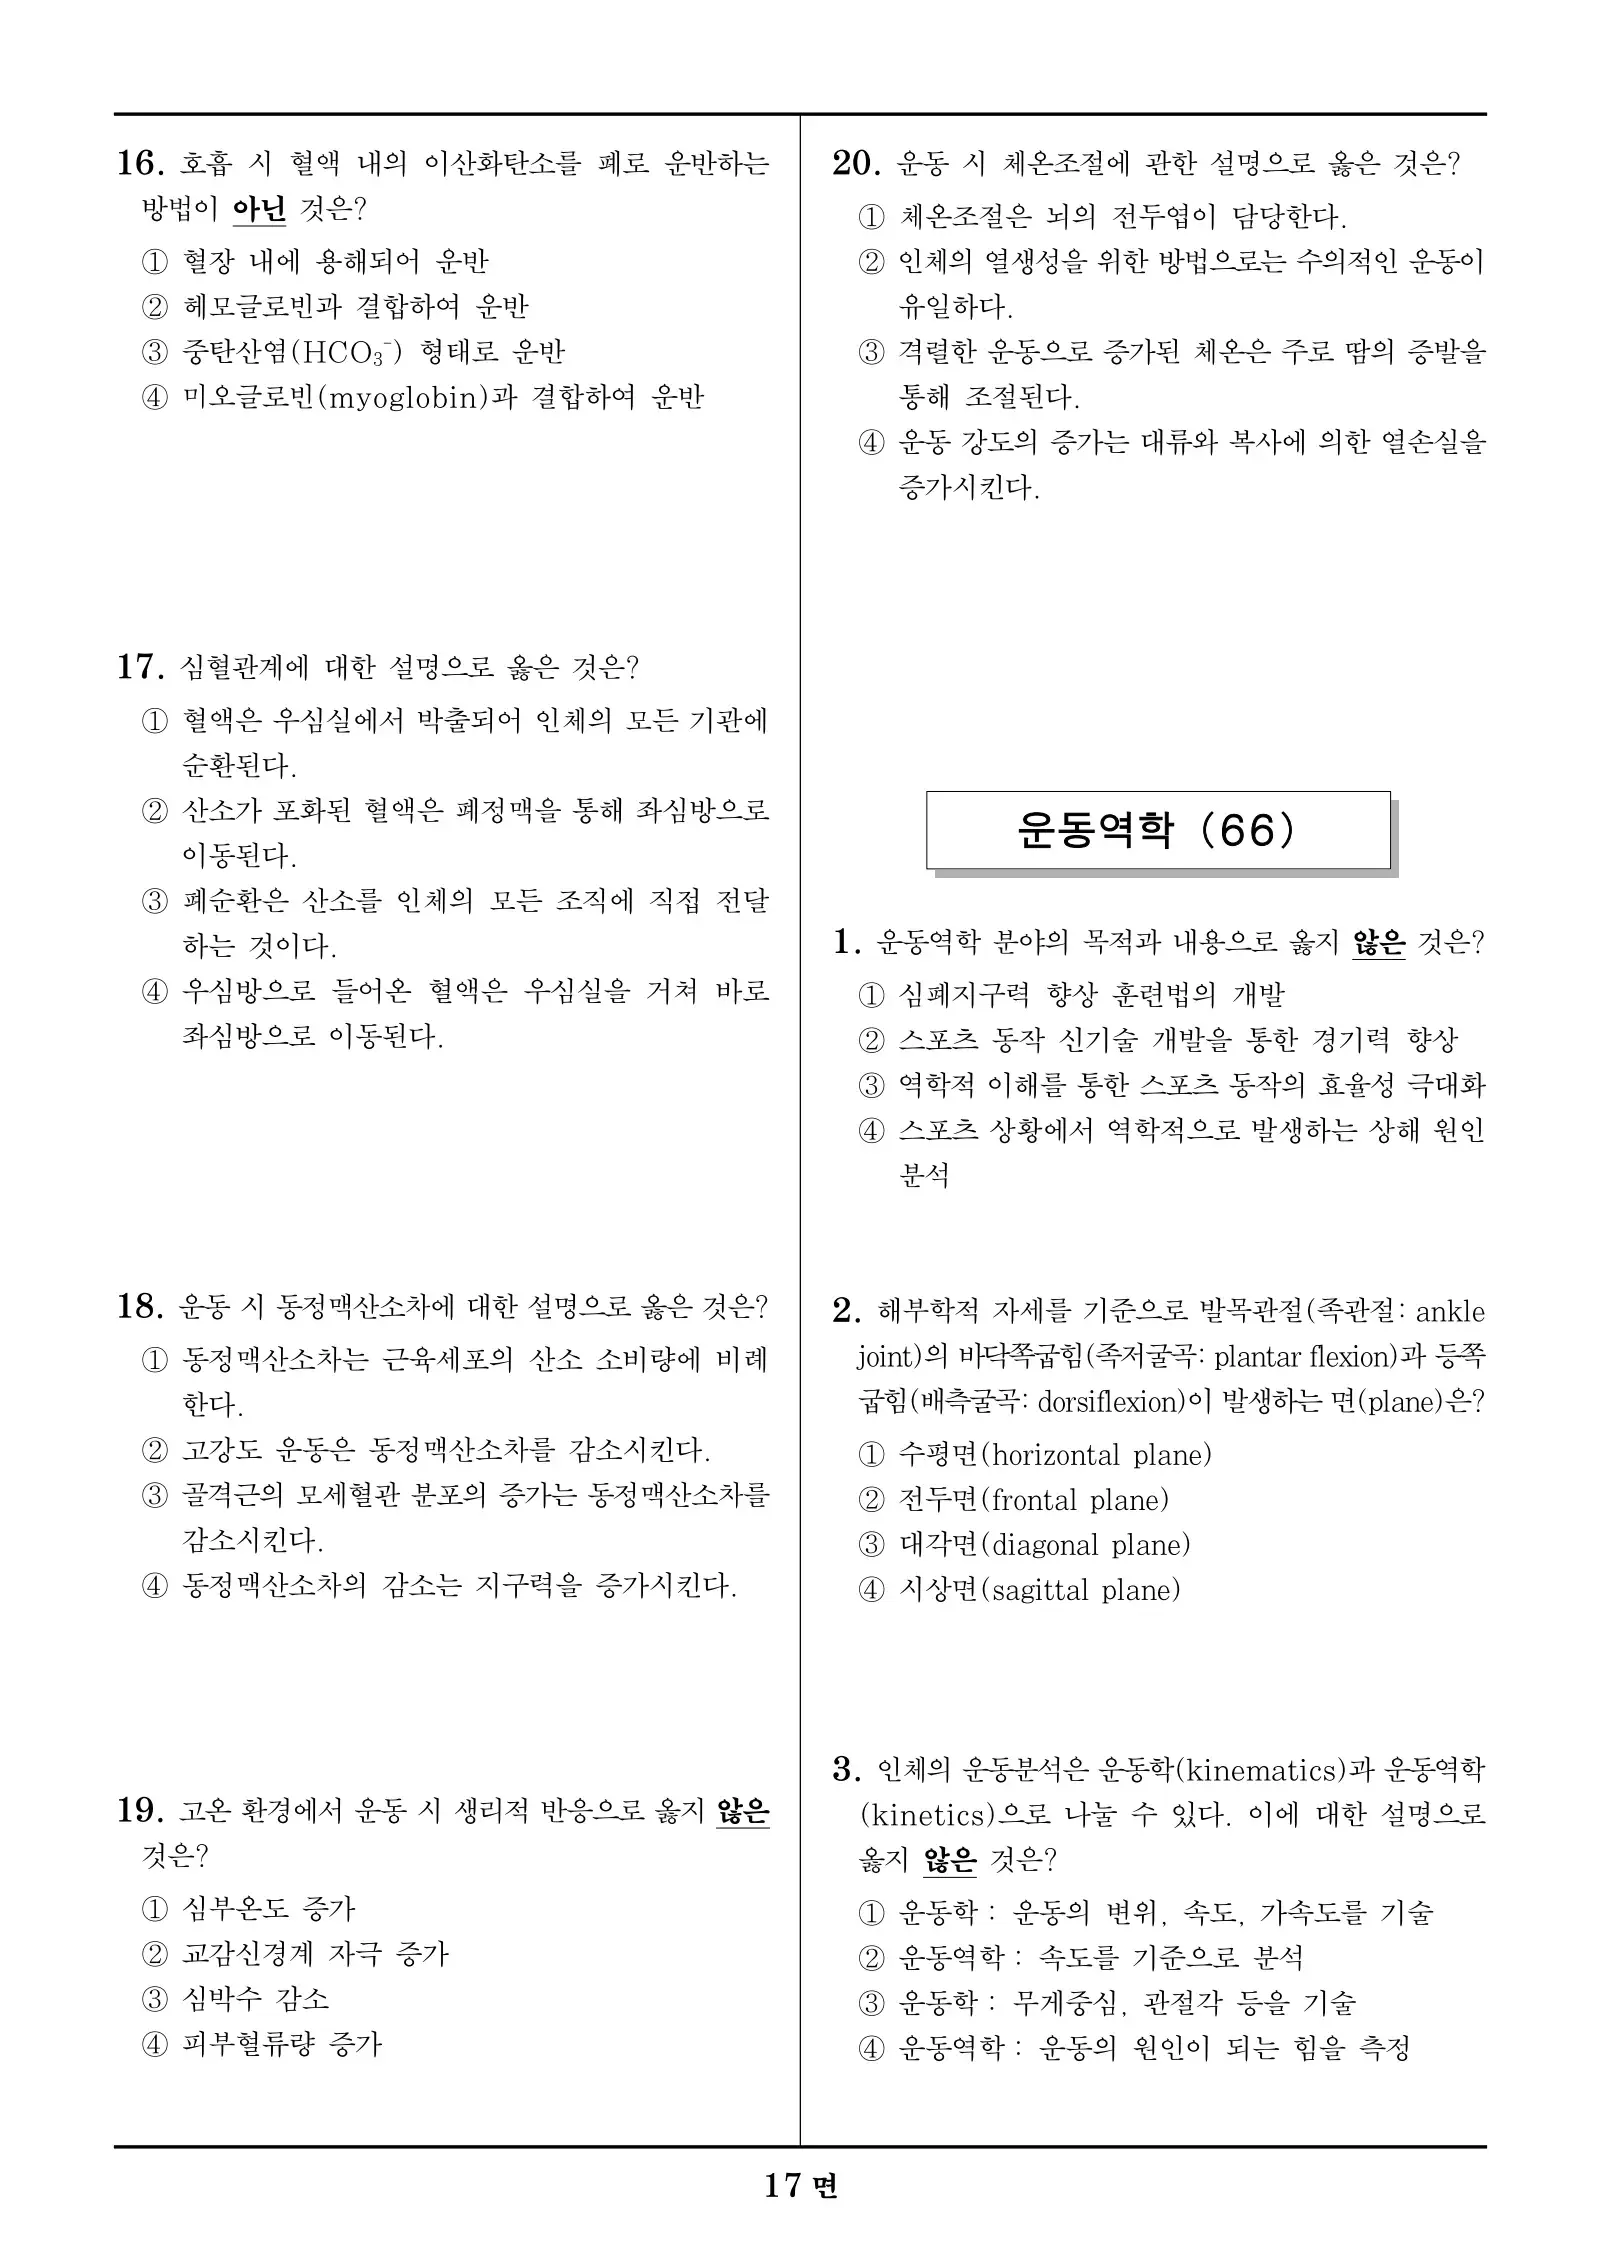 16. 호흡 시 혈액 내의 이산화탄소를 폐로 운반하는
방법이 아닌 것은?
① 혈장 내에 용해되어 운반
② 헤모글로빈과 결합하여 운반
③ 중탄산염(HCO₃⁻) 형태로 운반
④ 미오글로빈(myoglobin)과 결합하여 운반
17. 심혈관계에 대한 설명으로 옳은 것은?
① 혈액은 우심실에서 박출되어 인체의 모든 기관에
순환된다.
② 산소가 포화된 혈액은 폐정맥을 통해 좌심방으로
이동된다.
③ 폐순환은 산소를 인체의 모든 조직에 직접 전달
하는 것이다.
④ 우심방으로 들어온 혈액은 우심실을 거쳐 바로
좌심방으로 이동된다.
18. 운동 시 동정맥산소차에 대한 설명으로 옳은 것은?
① 동정맥산소차는 근육세포의 산소 소비량에 비례
한다.
② 고강도 운동은 동정맥산소차를 감소시킨다.
③ 골격근의 모세혈관 분포의 증가는 동정맥산소차를
감소시킨다.
④ 동정맥산소차의 감소는 지구력을 증가시킨다.
19. 고온 환경에서 운동 시 생리적 반응으로 옳지 않은
것은?
① 심부온도 증가
② 교감신경계 자극 증가
③ 심박수 감소
④ 피부혈류량 증가
20. 운동 시 체온조절에 관한 설명으로 옳은 것은?
① 체온조절은 뇌의 전두엽이 담당한다.
② 인체의 열생성을 위한 방법으로는 수의적인 운동이
유일하다.
③ 격렬한 운동으로 증가된 체온은 주로 땀의 증발을
통해 조절된다.
④ 운동 강도의 증가는 대류와 복사에 의한 열손실을
증가시킨다.
운동역학 (66)
1. 운동역학 분야의 목적과 내용으로 옳지 않은 것은?
① 심폐지구력 향상 훈련법의 개발
② 스포츠 동작 신기술 개발을 통한 경기력 향상
③ 역학적 이해를 통한 스포츠 동작의 효율성 극대화
④ 스포츠 상황에서 역학적으로 발생하는 상해 원인
분석
2. 해부학적 자세를 기준으로 발목관절(족관절: ankle
joint)의 바닥쪽굽힘(족저굴곡: plantar flexion)과 등쪽
굽힘(배측굴곡: dorsiflexion)이 발생하는 면(plane)은?
① 수평면(horizontal plane)
② 전두면(frontal plane)
③ 대각면(diagonal plane)
④ 시상면(sagittal plane)
3. 인체의 운동분석은 운동학(kinematics)과 운동역학
(kinetics)으로 나눌 수 있다. 이에 대한 설명으로
옳지 않은 것은?
① 운동학 : 운동의 변위, 속도, 가속도를 기술
② 운동역학 : 속도를 기준으로 분석
③ 운동학 : 무게중심, 관절각 등을 기술
④ 운동역학 : 운동의 원인이 되는 힘을 측정
17 면